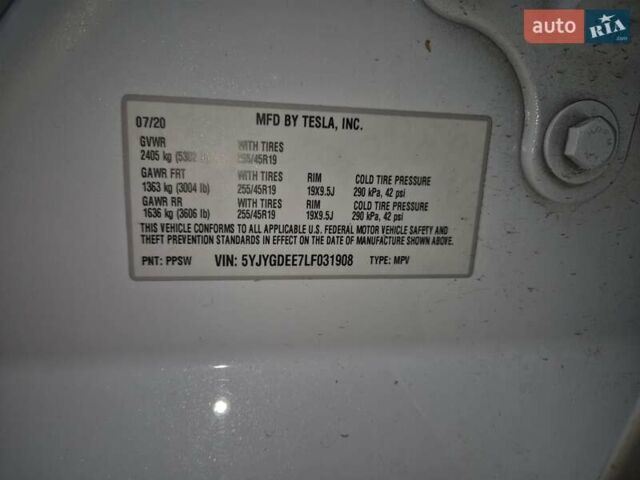 auto RIA.com
07/20 MFD BY TESLA, INC.
GVWR WITH TIRES
2405 kg (5302 255/45R19
GAWR FRT WITH TIRES RIM COLD TIRE PRESSURE
1363 kg (3004 lb) 255/45R19 19X9.5J 290 kPa, 42 psi
GAWR RR WITH TIRES RIM COLD TIRE PRESSURE
1636 kg (3606 lb) 255/45R19 19X9.5J 290 kPa, 42 psi
THIS VEHICLE CONFORMS TO ALL APPLICABLE U.S. FEDERAL MOTOR VEHICLE SAFETY AND
THEFT PREVENTION STANDARDS IN EFFECT ON THE DATE OF MANUFACTURE SHOWN ABOVE.
PNT: PPSW VIN: 5YJYGDEE7LF031908 TYPE: MPV